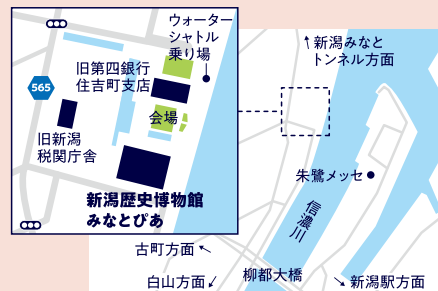 ウォーター
シャトル
乗り場
旧第四銀行
住吉町支店
565
会場
旧新潟
税関庁舎
新潟歴史博物館
みなとぴあ
新潟みなと
トンネル方面
朱鷺メッセ
信濃川
古町方面
白山方面
柳都大橋
新潟駅方面